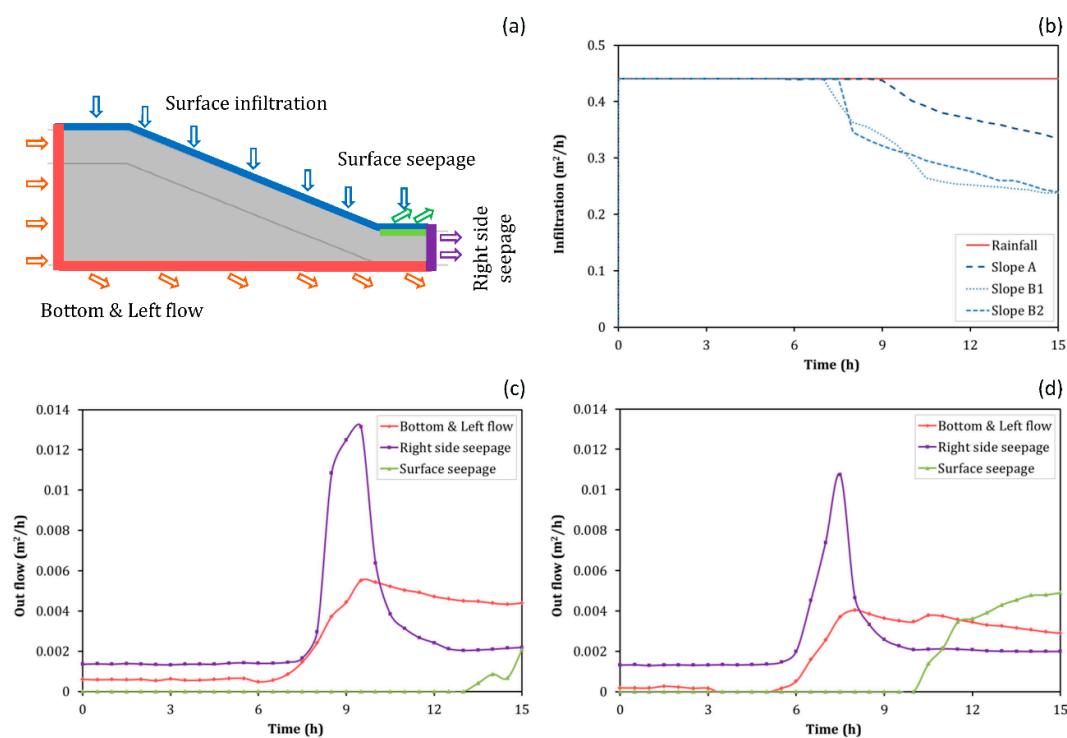 (a)
Surface infiltration
Surface seepage
Right side
seepage
Bottom & Left flow
(b)
0.5
0.4
0.3
0.2
0.1
0
Infiltration (m²/h)
Rainfall
Slope A
Slope B1
Slope B2
0 3 6 9 12 15
Time (h)
(c)
0.014
0.012
0.01
0.008
0.006
0.004
0.002
0
Out flow (m²/h)
Bottom & Left flow
Right side seepage
Surface seepage
0 3 6 9 12 15
Time (h)
(d)
0.014
0.012
0.01
0.008
0.006
0.004
0.002
0
Out flow (m²/h)
Bottom & Left flow
Right side seepage
Surface seepage
0 3 6 9 12 15
Time (h)